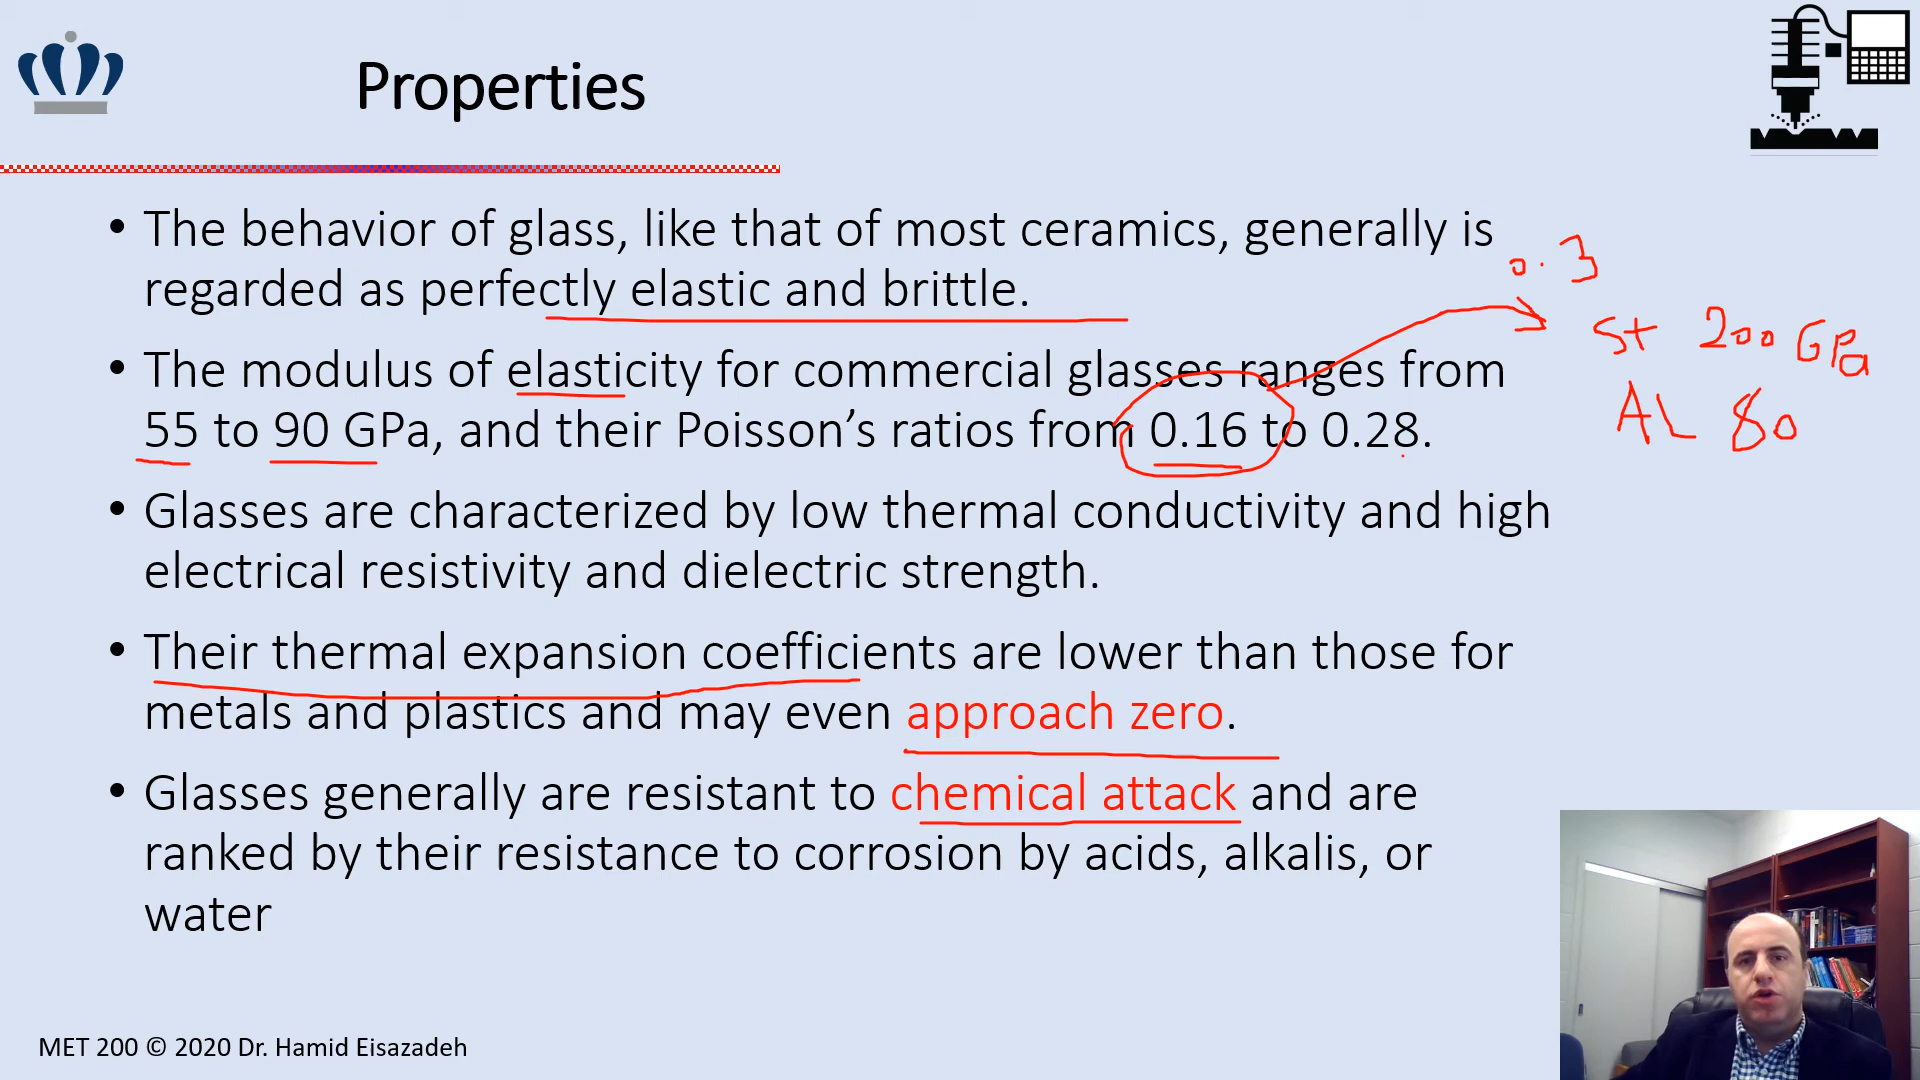 Properties
• The behavior of glass, like that of most ceramics, generally is
regarded as perfectly elastic and brittle.
0.3
• The modulus of elasticity for commercial glasses ranges from
55 to 90 GPa, and their Poisson's ratios from 0.16 to 0.28.
St 200 GPa
AL 80
• Glasses are characterized by low thermal conductivity and high
electrical resistivity and dielectric strength.
• Their thermal expansion coefficients are lower than those for
metals and plastics and may even approach zero.
• Glasses generally are resistant to chemical attack and are
ranked by their resistance to corrosion by acids, alkalis, or
water
MET 200 © 2020 Dr. Hamid Eisazadeh